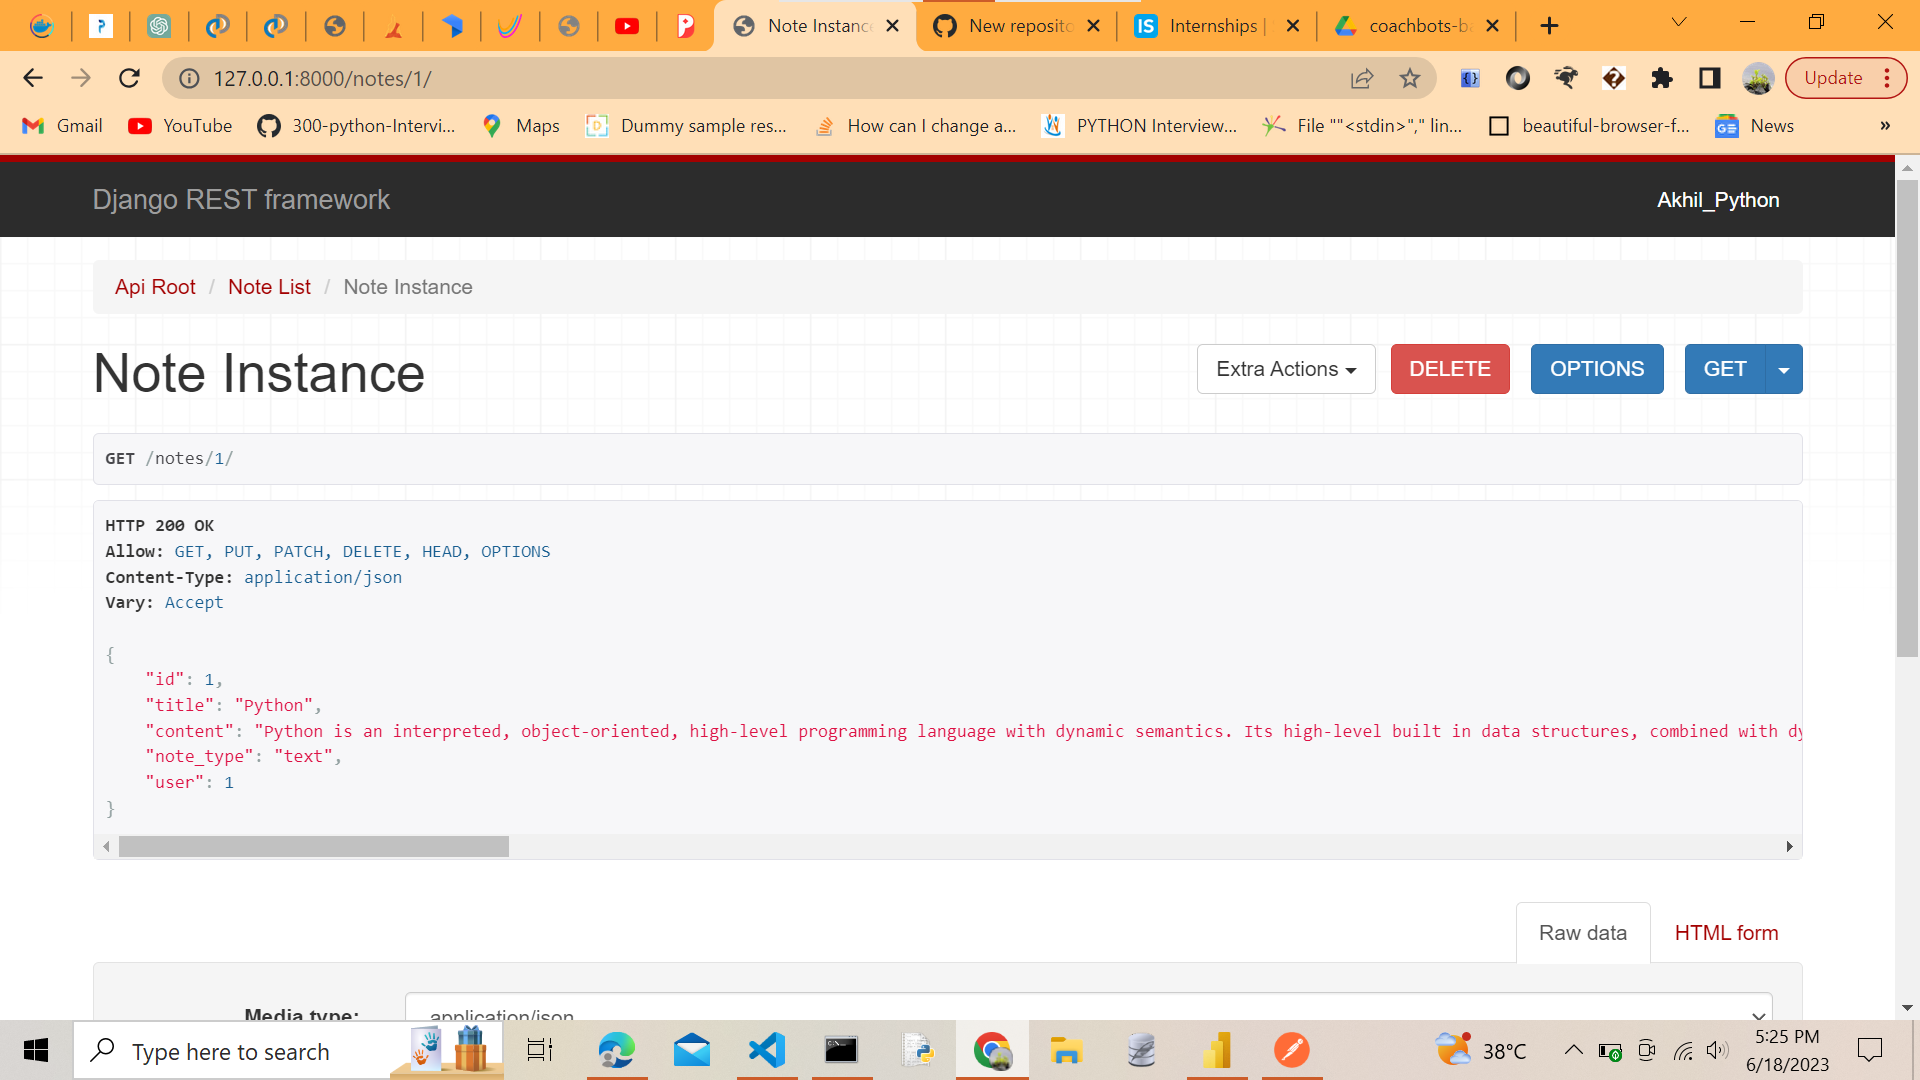 Note Instance
New reposito
Internships |
coachbots-ba
127.0.0.1:8000/notes/1/
Update
Gmail
YouTube
300-python-Intervi...
Maps
Dummy sample res...
How can I change a...
PYTHON Interview...
File ""<stdin>"," lin...
beautiful-browser-f...
News
»
Django REST framework
Akhil_Python
Api Root / Note List / Note Instance
Note Instance
Extra Actions
DELETE
OPTIONS
GET
GET /notes/1/
HTTP 200 OK
Allow: GET, PUT, PATCH, DELETE, HEAD, OPTIONS
Content-Type: application/json
Vary: Accept
{
"id": 1,
"title": "Python",
"content": "Python is an interpreted, object-oriented, high-level programming language with dynamic semantics. Its high-level built in data structures, combined with dy
"note_type": "text",
"user": 1
}
Raw data
HTML form
Media type:
application/json
Type here to search
38°C
5:25 PM
6/18/2023